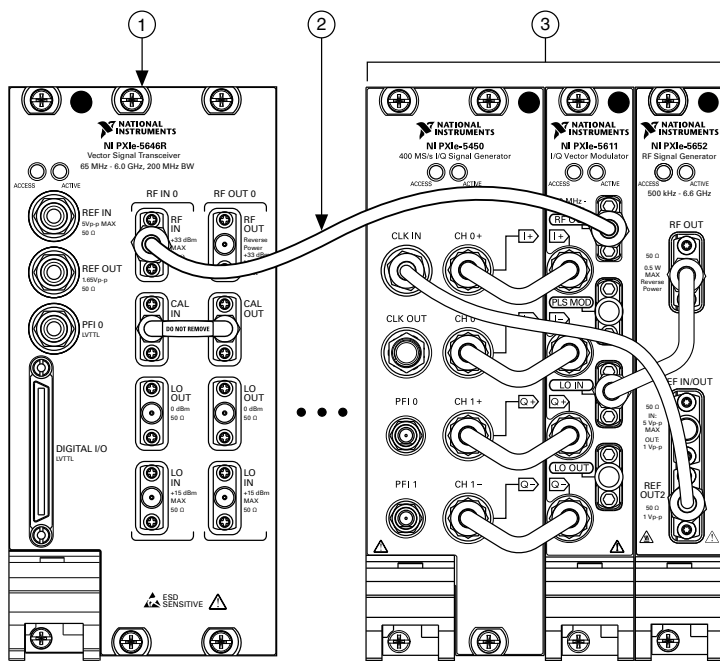 1
2
3
NATIONAL
INSTRUMENTS
NI PXIe-5646R
Vector Signal Transceiver
65 MHz - 6.0 GHz, 200 MHz BW
ACCESS
ACTIVE
RF IN 0
RF OUT 0
REF IN
5Vp-p MAX
50 Ω
RF
IN
+33 dBm
MAX
RF
OUT
Reverse
Power
+33 dBm
REF OUT
1.65Vp-p
50 Ω
CAL
IN
CAL
OUT
DO NOT REMOVE
PFI 0
LVTTL
LO
OUT
0 dBm
50 Ω
LO
OUT
0 dBm
50 Ω
DIGITAL I/O
LVTTL
LO
IN
+15 dBm
MAX
50 Ω
LO
IN
+15 dBm
MAX
50 Ω
ESD
SENSITIVE
NATIONAL
INSTRUMENTS
NI PXIe-5450
400 MS/s I/Q Signal Generator
ACCESS
ACTIVE
CLK IN
CH 0+
I+
CLK OUT
CH 0
I–
PFI 0
CH 1+
Q+
PFI 1
CH 1–
Q–
NATIONAL
INSTRUMENTS
NI PXIe-5611
I/Q Vector Modulator
ACCESS
ACTIVE
RF OUT
I+
PLS MOD
I–
LO IN
Q+
LO OUT
Q–
NATIONAL
INSTRUMENTS
NI PXIe-5652
RF Signal Generator
ACCESS
ACTIVE
500 kHz - 6.6 GHz
RF OUT
50 Ω
0.5 W
MAX
Reverse
Power
EF IN/OUT
50 Ω
IN:
5 Vp-p
MAX
OUT:
1 Vp-p
REF
OUT2
50 Ω
1 Vp-p